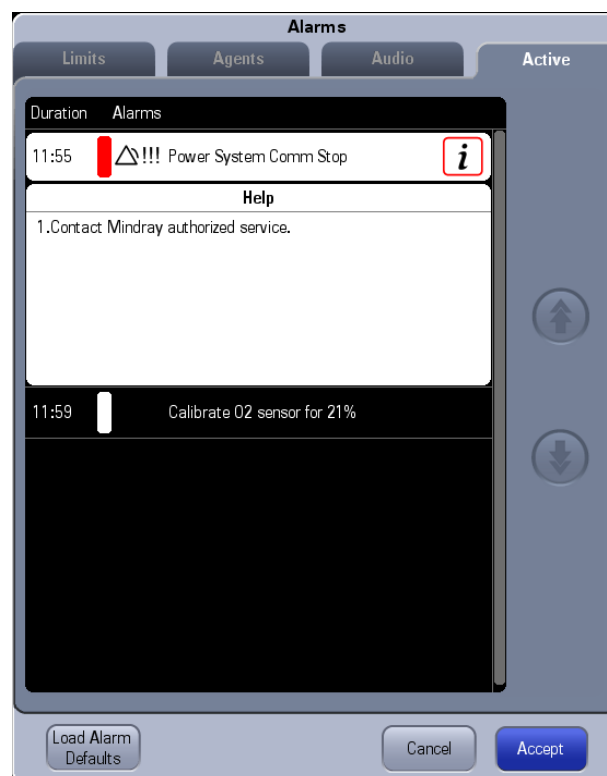 Alarms
Limits Agents Audio Active
Duration Alarms
11:55 !!! Power System Comm Stop i
Help
1.Contact Mindray authorized service.
11:59 Calibrate O2 sensor for 21%
Load Alarm
Defaults
Cancel Accept